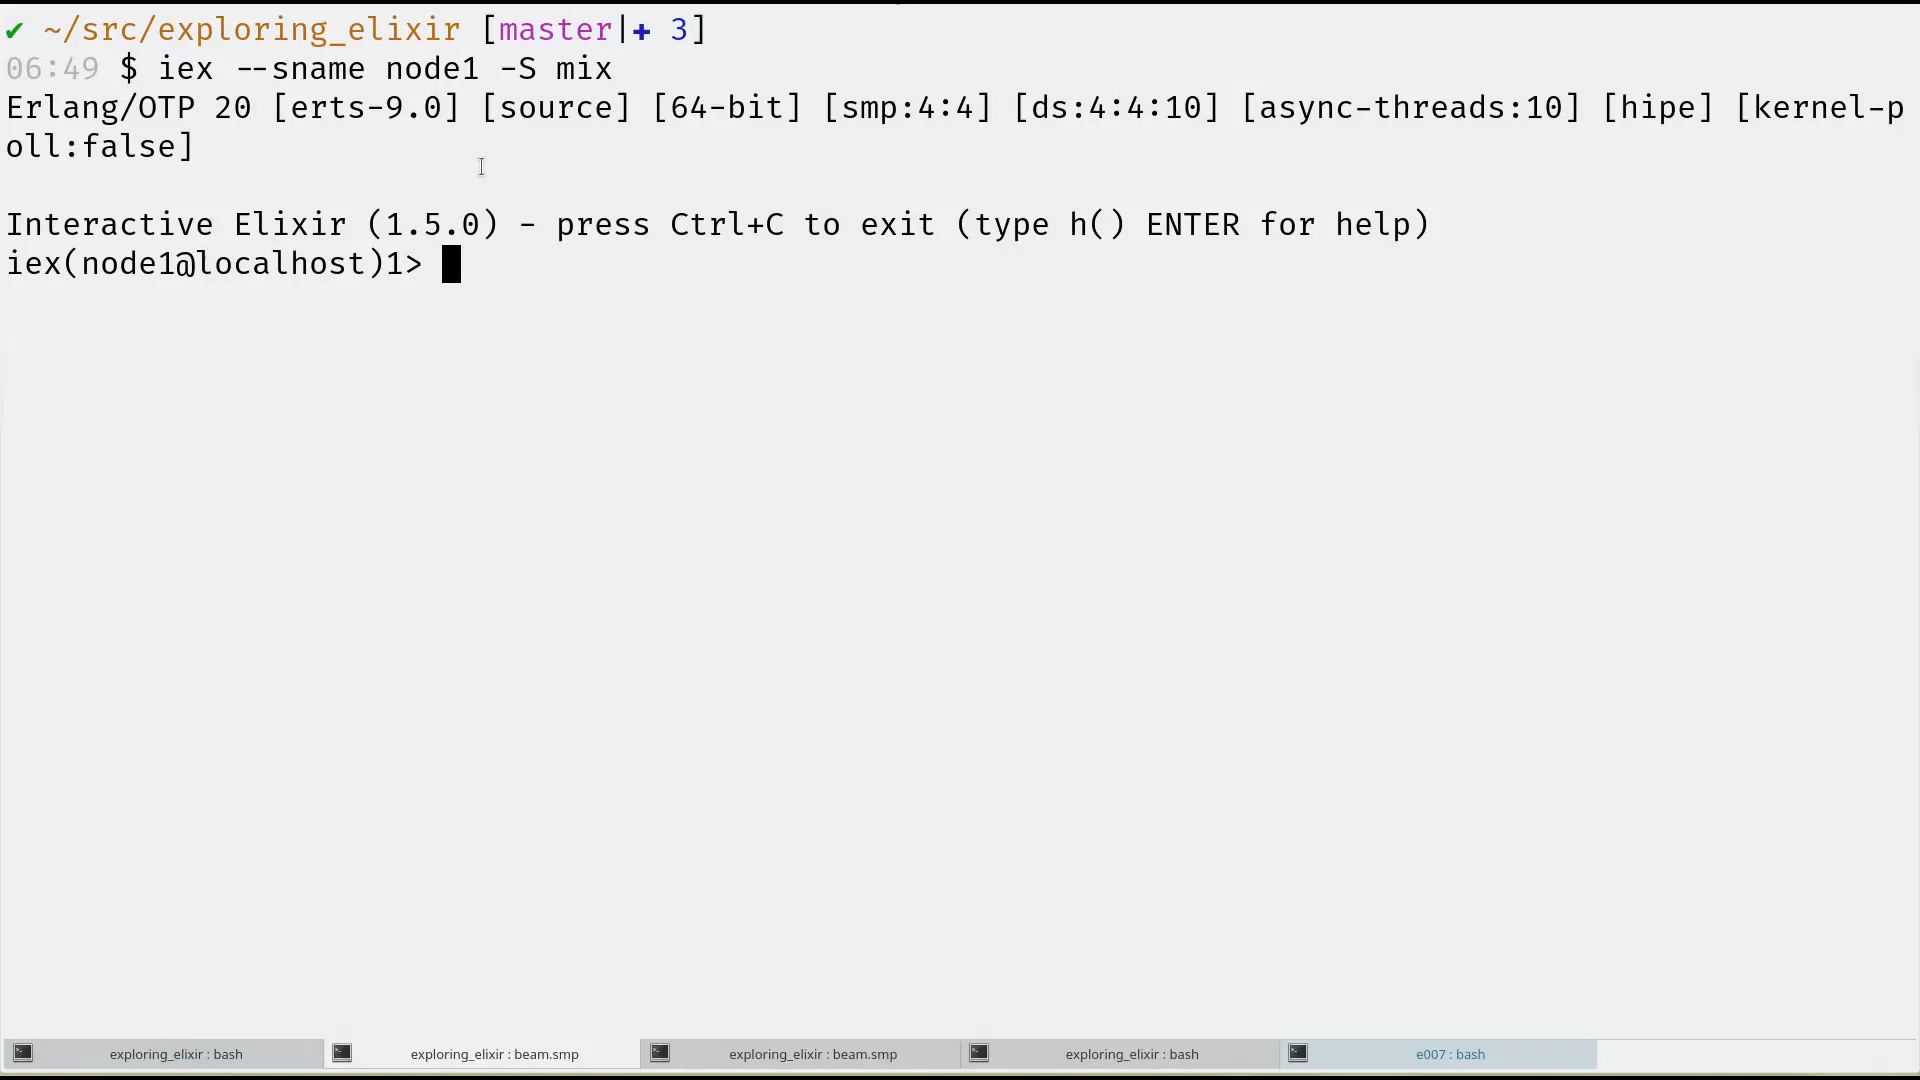 ✔ ~/src/exploring_elixir [master|✚ 3]
06:49 $ iex --sname node1 -S mix
Erlang/OTP 20 [erts-9.0] [source] [64-bit] [smp:4:4] [ds:4:4:10] [async-threads:10] [hipe] [kernel-p
oll:false]
Interactive Elixir (1.5.0) - press Ctrl+C to exit (type h() ENTER for help)
iex(node1@localhost)1>
exploring_elixir : bash
exploring_elixir : beam.smp
exploring_elixir : beam.smp
exploring_elixir : bash
e007 : bash